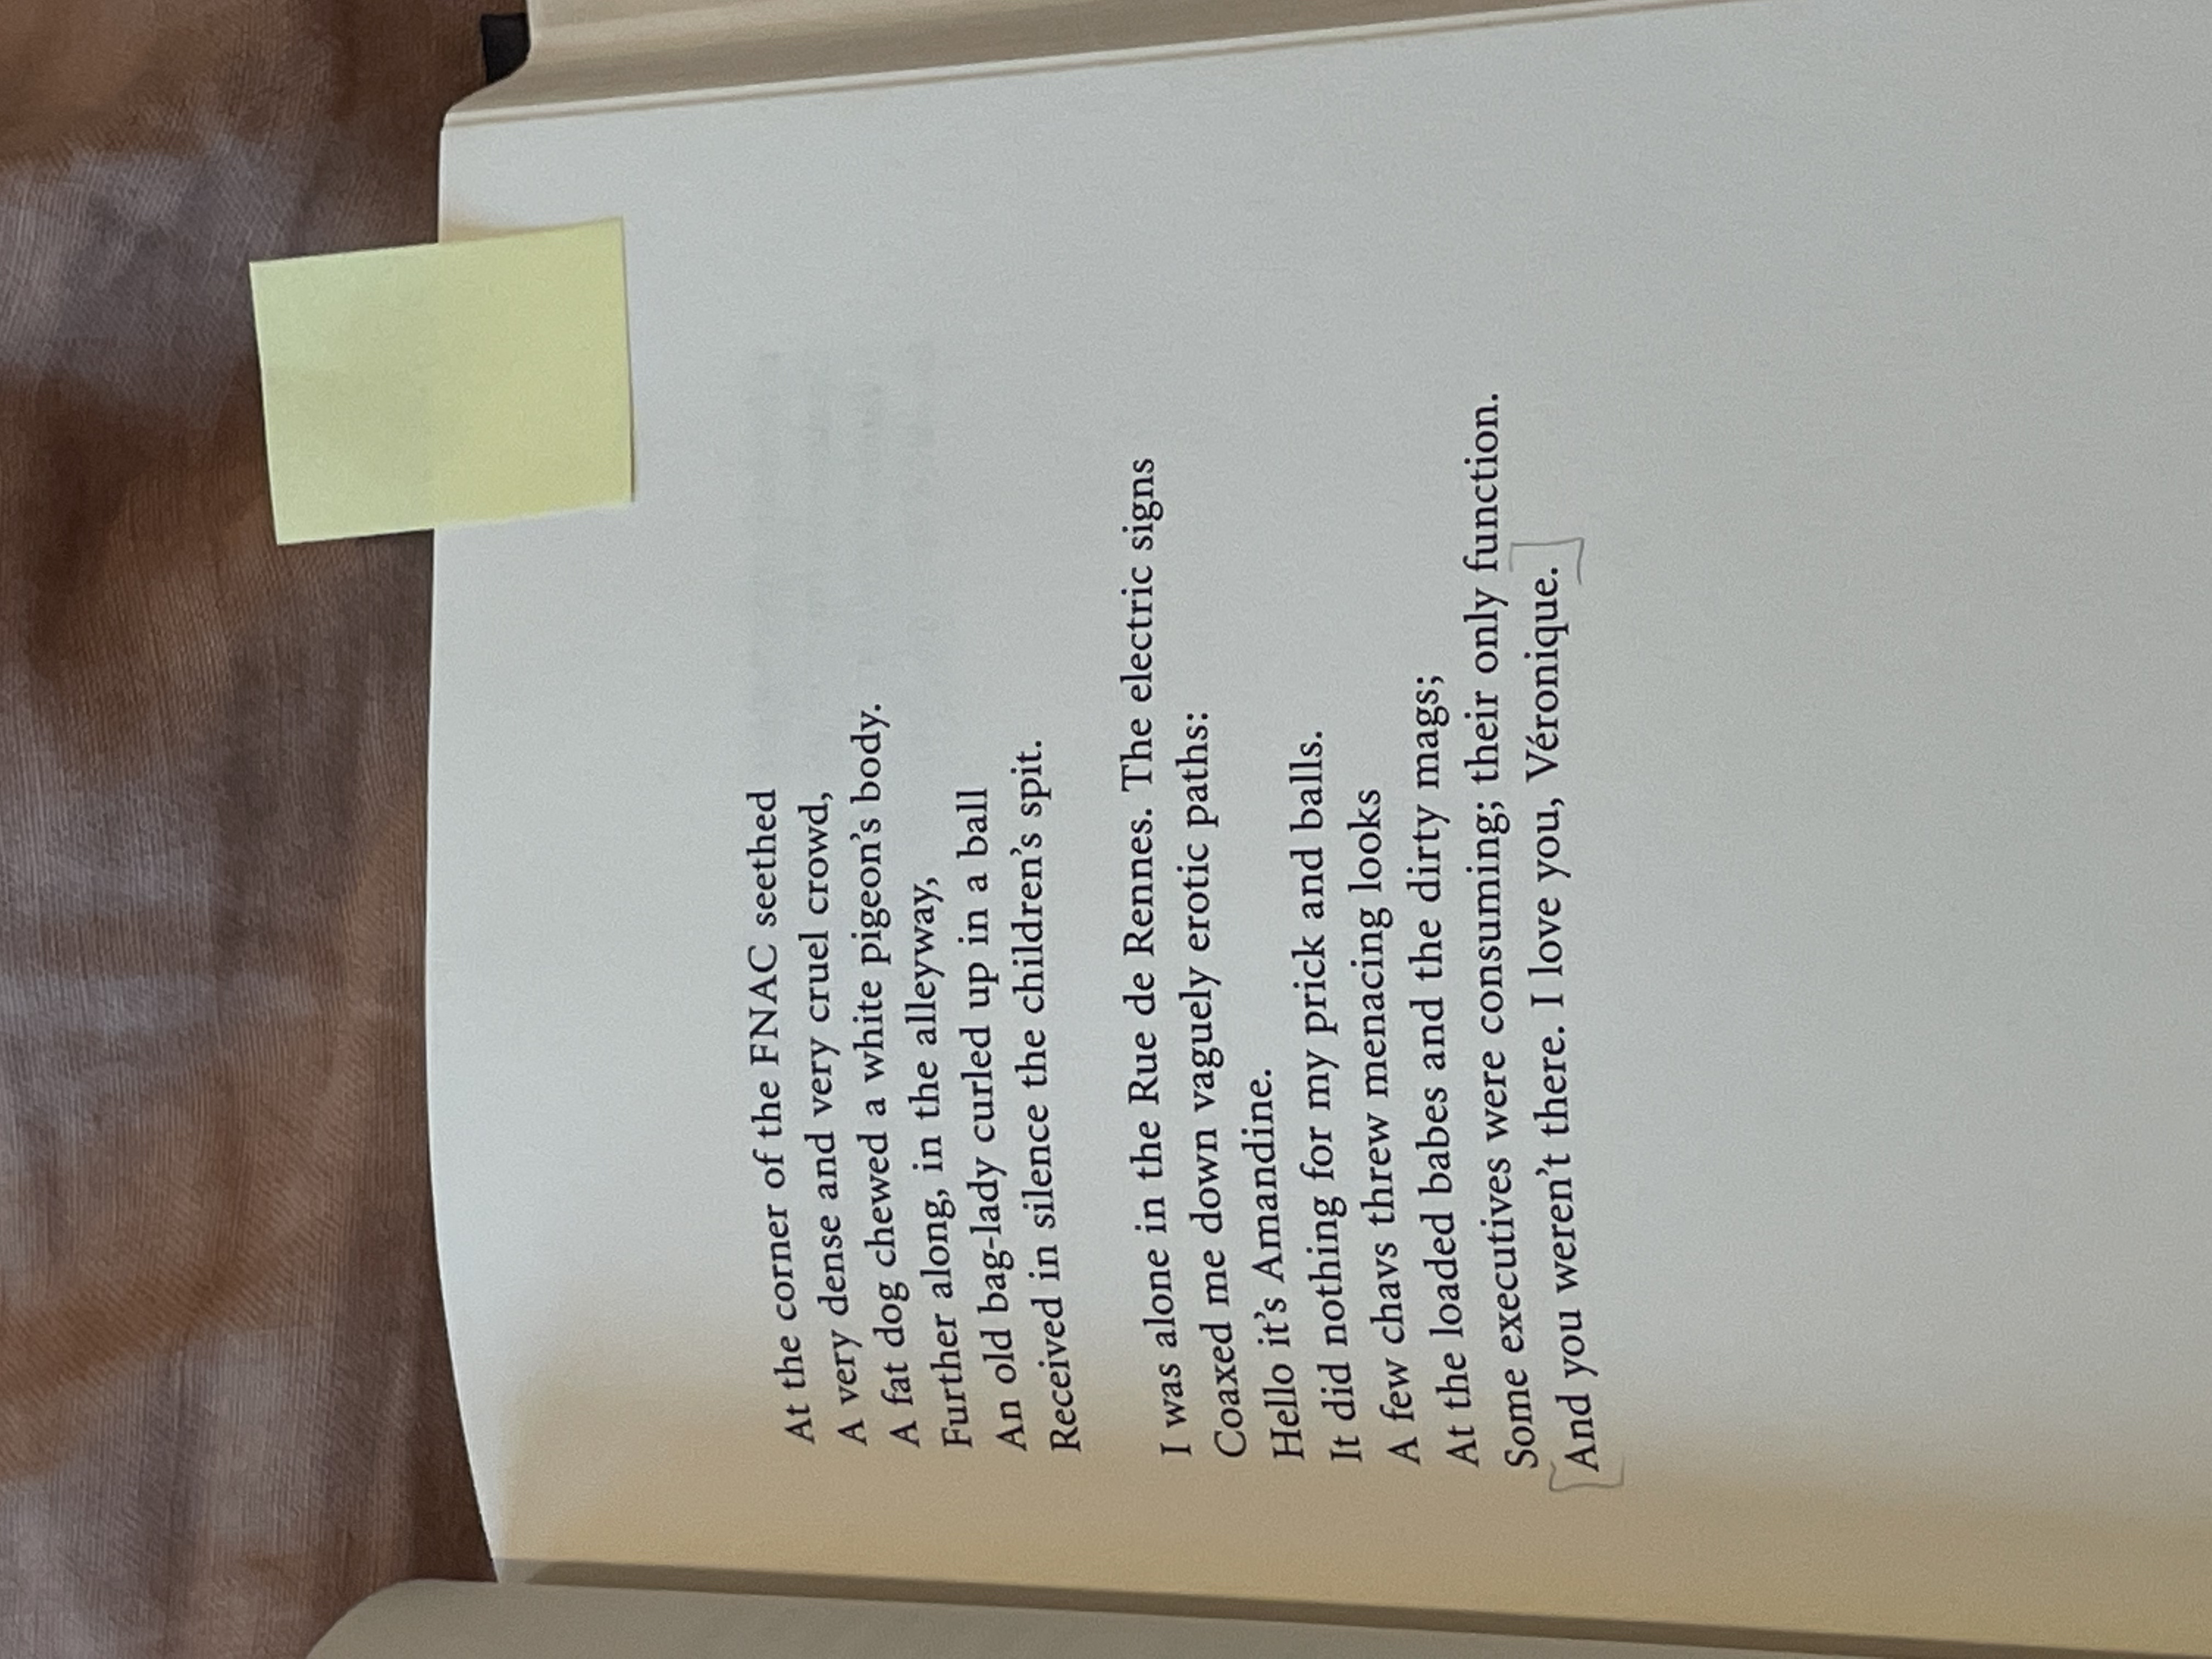 At the corner of the FNAC seethed
A very dense and very cruel crowd,
A fat dog chewed a white pigeon's body.
Further along, in the alleyway,
An old bag-lady curled up in a ball
Received in silence the children's spit.
I was alone in the Rue de Rennes. The electric signs
Coaxed me down vaguely erotic paths:
Hello it's Amandine.
It did nothing for my prick and balls.
A few chavs threw menacing looks
At the loaded babes and the dirty mags;
Some executives were consuming; their only function.
And you weren't there. I love you, Véronique.